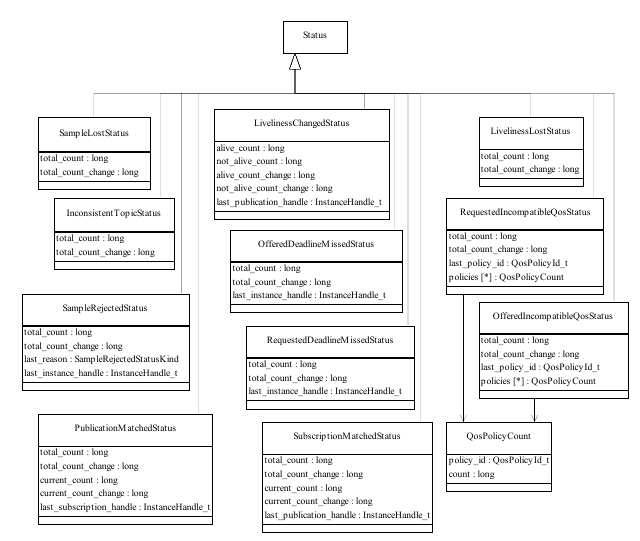 Status
SampleLostStatus
total_count : long
total_count_change : long
LivelinessChangedStatus
alive_count : long
not_alive_count : long
alive_count_change : long
not_alive_count_change : long
last_publication_handle : InstanceHandle_t
LivelinessLostStatus
total_count : long
total_count_change : long
InconsistentTopicStatus
total_count : long
total_count_change : long
OfferedDeadlineMissedStatus
total_count : long
total_count_change : long
last_instance_handle : InstanceHandle_t
RequestedIncompatibleQosStatus
total_count : long
total_count_change : long
last_policy_id : QosPolicyId_t
policies [*] : QosPolicyCount
SampleRejectedStatus
total_count : long
total_count_change : long
last_reason : SampleRejectedStatusKind
last_instance_handle : InstanceHandle_t
RequestedDeadlineMissedStatus
total_count : long
total_count_change : long
last_instance_handle : InstanceHandle_t
OfferedIncompatibleQosStatus
total_count : long
total_count_change : long
last_policy_id : QosPolicyId_t
policies [*] : QosPolicyCount
PublicationMatchedStatus
total_count : long
total_count_change : long
current_count : long
current_count_change : long
last_subscription_handle : InstanceHandle_t
SubscriptionMatchedStatus
total_count : long
total_count_change : long
current_count : long
current_count_change : long
last_publication_handle : InstanceHandle_t
QosPolicyCount
policy_id : QosPolicyId_t
count : long